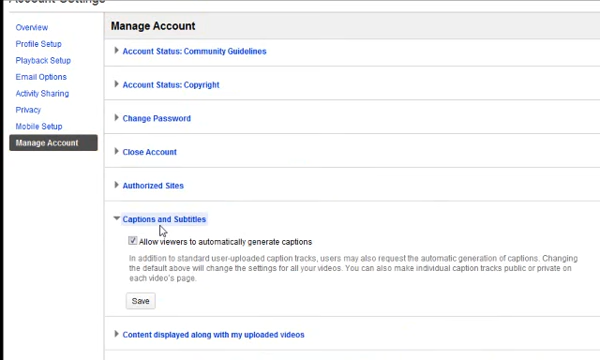 Account Settings
Overview
Profile Setup
Playback Setup
Email Options
Activity Sharing
Privacy
Mobile Setup
Manage Account
Manage Account
Account Status: Community Guidelines
Account Status: Copyright
Change Password
Close Account
Authorized Sites
Captions and Subtitles
Allow viewers to automatically generate captions
In addition to standard user-uploaded caption tracks, users may also request the automatic generation of captions. Changing
the default above will change the settings for all your videos. You can also make individual caption tracks public or private on
each video's page.
Save
Content displayed along with my uploaded videos